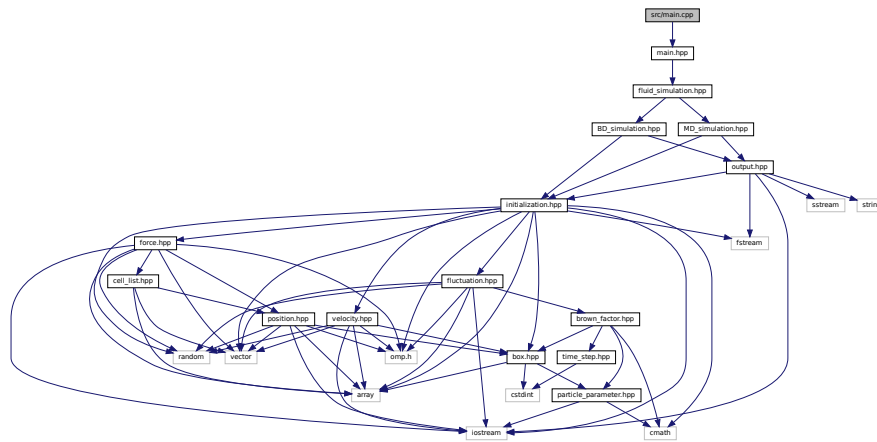 src/main.cpp
main.hpp
fluid_simulation.hpp
BD_simulation.hpp
MD_simulation.hpp
output.hpp
initialization.hpp
sstream
strin
force.hpp
fstream
cell_list.hpp
fluctuation.hpp
position.hpp
velocity.hpp
brown_factor.hpp
random
vector
omp.h
box.hpp
time_step.hpp
array
cstdint
particle_parameter.hpp
iostream
cmath